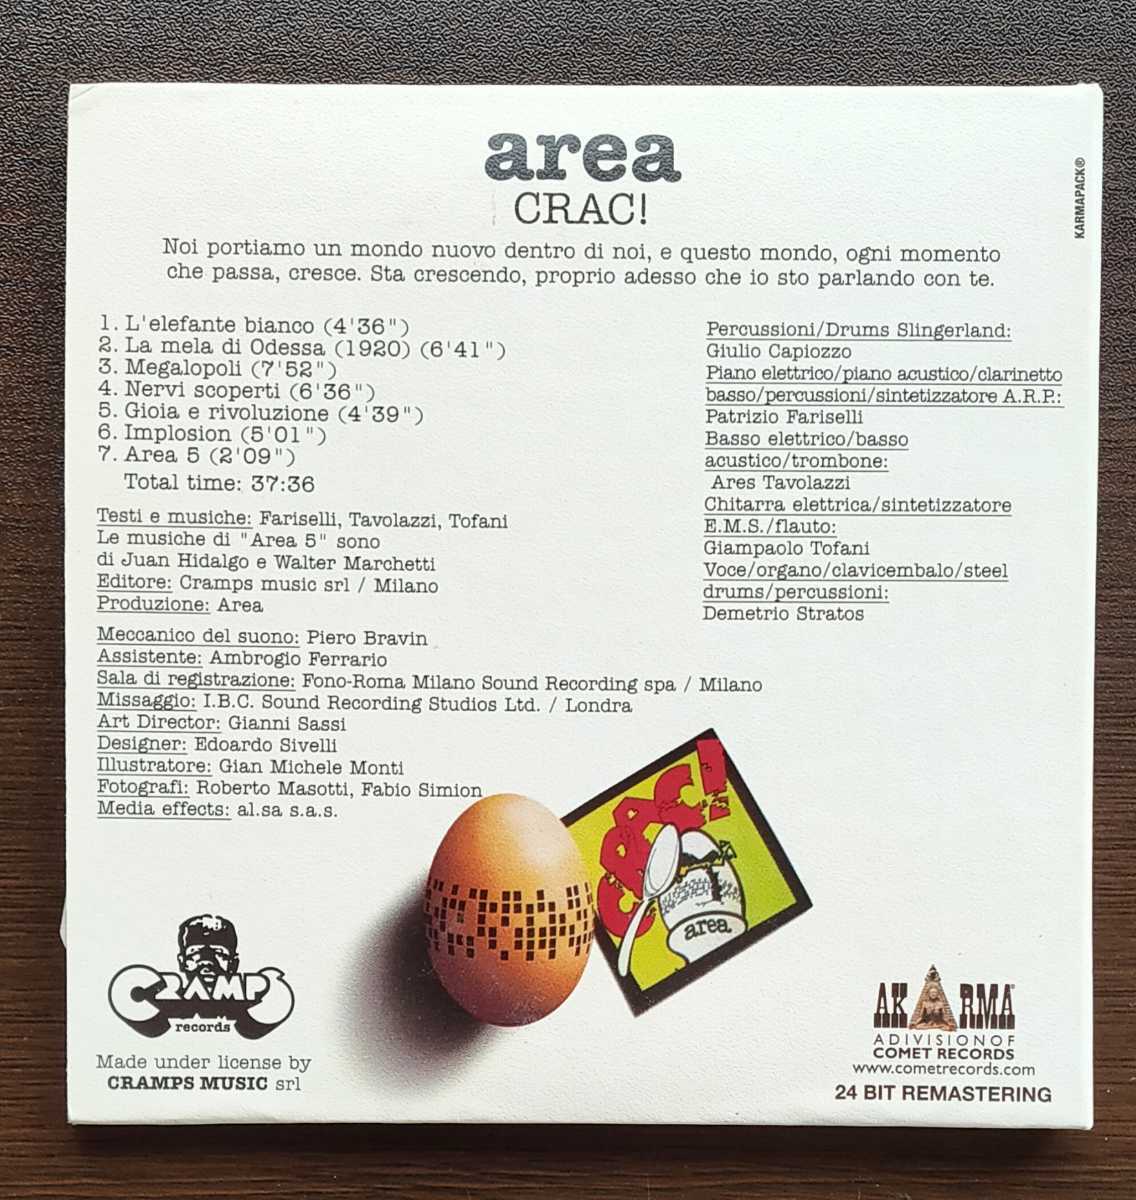 area
CRAC!
Noi portiamo un mondo nuovo dentro di noi, e questo mondo, ogni momento
che passa, cresce. Sta crescendo, proprio adesso che io sto parlando con te.
KARMAPACK®
1. L'elefante bianco (4'36")
2. La mela di Odessa (1920) (6'41")
3. Megalopoli (7'52")
4. Nervi scoperti (6'36")
5. Gioia e rivoluzione (4'39")
6. Implosion (5'01")
7. Area 5 (2'09")
Total time: 37:36
Testi e musiche: Fariselli, Tavolazzi, Tofani
Le musiche di "Area 5" sono
di Juan Hidalgo e Walter Marchetti
Editore: Cramps music srl / Milano
Produzione: Area
Meccanico del suono: Piero Bravin
Assistente: Ambrogio Ferrario
Sala di registrazione: Fono-Roma Milano Sound Recording spa / Milano
Missaggio: I.B.C. Sound Recording Studios Ltd. / Londra
Art Director: Gianni Sassi
Designer: Edoardo Sivelli
Illustratore: Gian Michele Monti
Fotografi: Roberto Masotti, Fabio Simion
Media effects: al.sa s.a.s.
Percussioni/Drums Slingerland:
Giulio Capiozzo
Piano elettrico/piano acustico/clarinetto
basso/percussioni/sintetizzatore A.R.P.:
Patrizio Fariselli
Basso elettrico/basso
acustico/trombone:
Ares Tavolazzi
Chitarra elettrica/sintetizzatore
E.M.S./flauto:
Giampaolo Tofani
Voce/organo/clavicembalo/steel
drums/percussioni:
Demetrio Stratos
CRAC!
area
CRAMPS
records
Made under license by
CRAMPS MUSIC srl
AKARMA
A DIVISION OF
COMET RECORDS
www.cometrecords.com
24 BIT REMASTERING